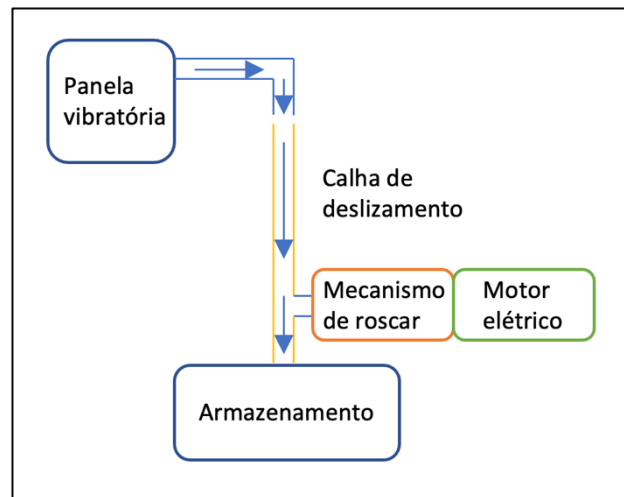 Panela
vibratória
Calha de
deslizamento
Mecanismo
de roscar
Motor
elétrico
Armazenamento